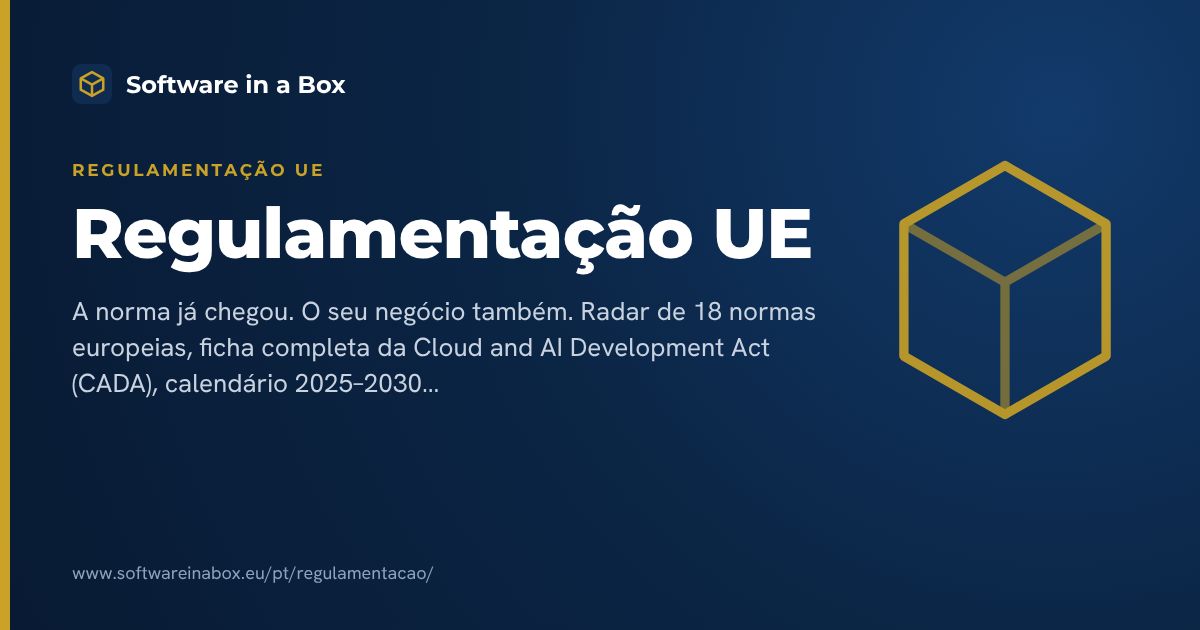 Software in a Box
REGULAMENTAÇÃO UE
Regulamentação UE
A norma já chegou. O seu negócio também. Radar de 18 normas
europeias, ficha completa da Cloud and AI Development Act
(CADA), calendário 2025–2030…
www.softwareinabox.eu/pt/regulamentacao/